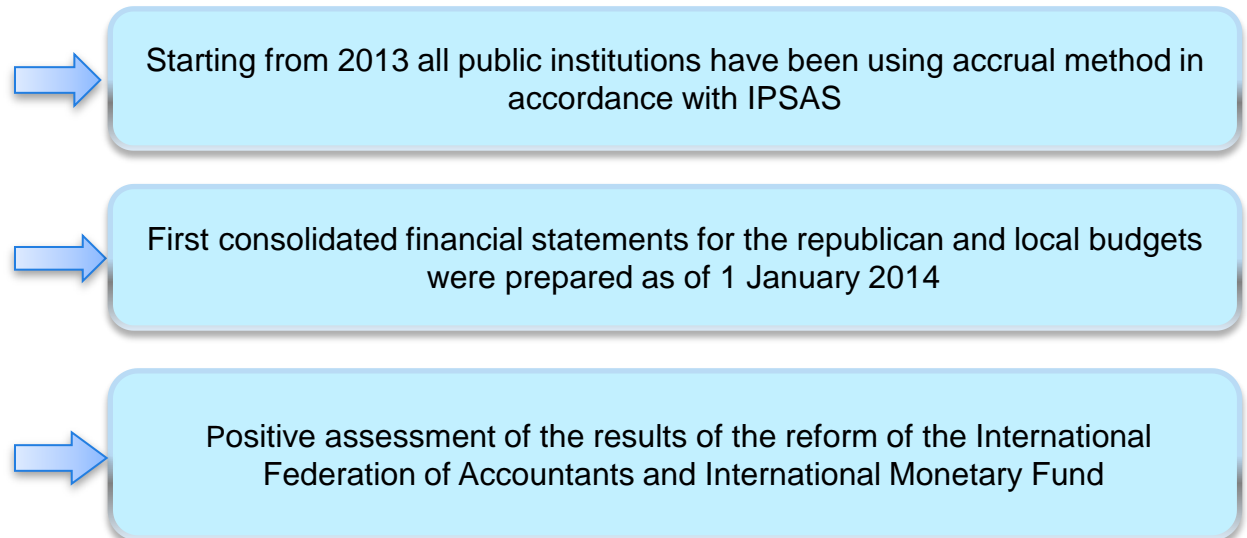 Starting from 2013 all public institutions have been using accrual method in
accordance with IPSAS
First consolidated financial statements for the republican and local budgets
were prepared as of 1 January 2014
Positive assessment of the results of the reform of the International
Federation of Accountants and International Monetary Fund